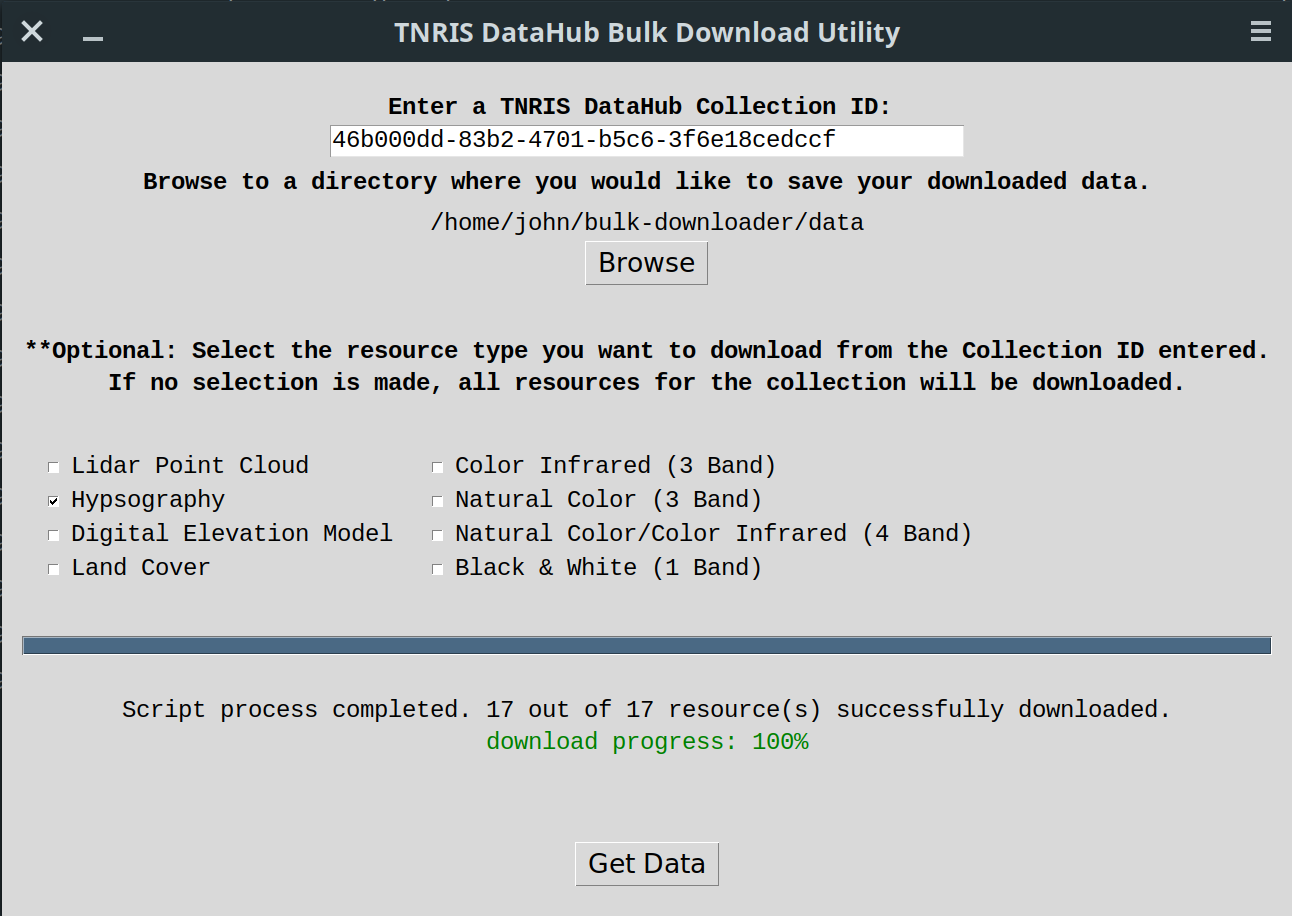 TNRIS DataHub Bulk Download Utility
Enter a TNRIS DataHub Collection ID:
46b000dd-83b2-4701-b5c6-3f6e18cedccf
Browse to a directory where you would like to save your downloaded data.
/home/john/bulk-downloader/data
Browse
**Optional: Select the resource type you want to download from the Collection ID entered.
If no selection is made, all resources for the collection will be downloaded.
Lidar Point Cloud
Hypsography
Digital Elevation Model
Land Cover
Color Infrared (3 Band)
Natural Color (3 Band)
Natural Color/Color Infrared (4 Band)
Black & White (1 Band)
Script process completed. 17 out of 17 resource(s) successfully downloaded.
download progress: 100%
Get Data